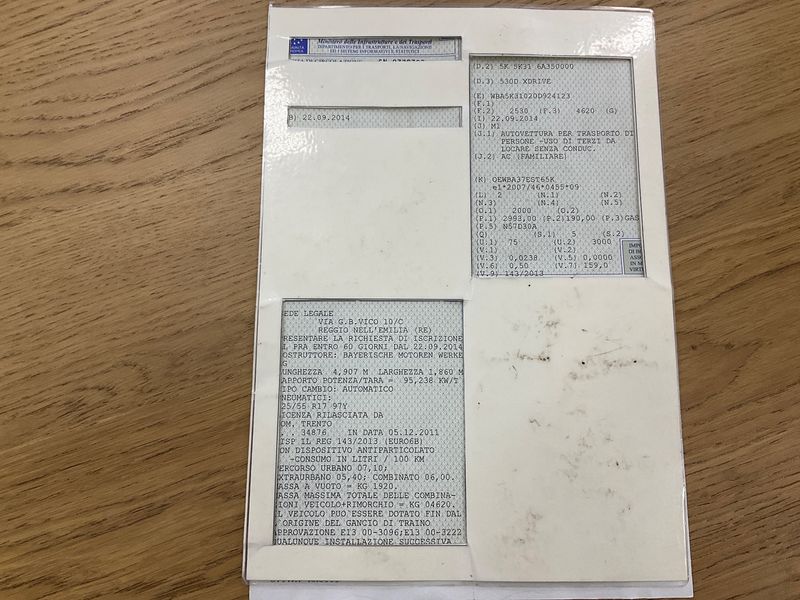 Ministero delle Infrastrutture e dei Trasporti
DIPARTIMENTO PER I TRASPORTI, LA NAVIGAZIONE
ED I SISTEMI INFORMATIVI E STATISTICI
B) 22.09.2014
(D.2) 5K 5K31 6A350000
(D.3) 530D XDRIVE
(E) WBA5K31020D924123
(F.1)
(F.2) 2530 (F.3) 4620 (G)
(I) 22.09.2014
(J) M1
(J.1) AUTOVETTURA PER TRASPORTO DI
PERSONE -USO DI TERZI DA
LOCARE SENZA CONDUC.
(J.2) AC (FAMILIARE)
(K) OEWBA37EST65K
e1*2007/46*0455*09
(L) 2 (N.1) (N.2)
(N.3) (N.4) (N.5)
(O.1) 2000 (O.2)
(P.1) 2993,00 (P.2)190,00 (P.3)GAS
(P.5) N57D30A
(Q) (S.1) 5 (S.2)
(U.1) 75 (U.2) 3000
(V.1) (V.2)
(V.3) 0,0238 (V.5) 0,0000
(V.6) 0,50 (V.7) 159,0
(V.9) 143/2013
EDE LEGALE
VIA G.B.VICO 10/C
REGGIO NELL'EMILIA (RE)
RESENTARE LA RICHIESTA DI ISCRIZIONE
L PRA ENTRO 60 GIORNI DAL 22.09.2014
OSTRUTTORE: BAYERISCHE MOTOREN WERKE
G
UNGHEZZA 4,907 M LARGHEZZA 1,860 M
APPORTO POTENZA/TARA = 95,238 KW/T
IPO CAMBIO: AUTOMATICO
NEUMATICI:
25/55 R17 97Y
ICENZA RILASCIATA DA
OM. TRENTO
. 34876 IN DATA 05.12.2011
ISP IL REG 143/2013 (EURO6B)
ON DISPOSITIVO ANTIPARTICOLATO
-CONSUMO IN LITRI / 100 KM
ERCORSO URBANO 07,10;
XTRAURBANO 05,40; COMBINATO 06,00.
ASSA A VUOTO = KG 1920.
ASSA MASSIMA TOTALE DELLE COMBINA-
IONI VEICOLO+RIMORCHIO = KG 04620.
L VEICOLO PUO ESSERE DOTATO FIN DAL
ORIGINE DEL GANCIO DI TRAINO
PPROVAZIONE E13 00-3096;E13 00-3222
QUALUNQUE INSTALLAZIONE SUCCESSIVA